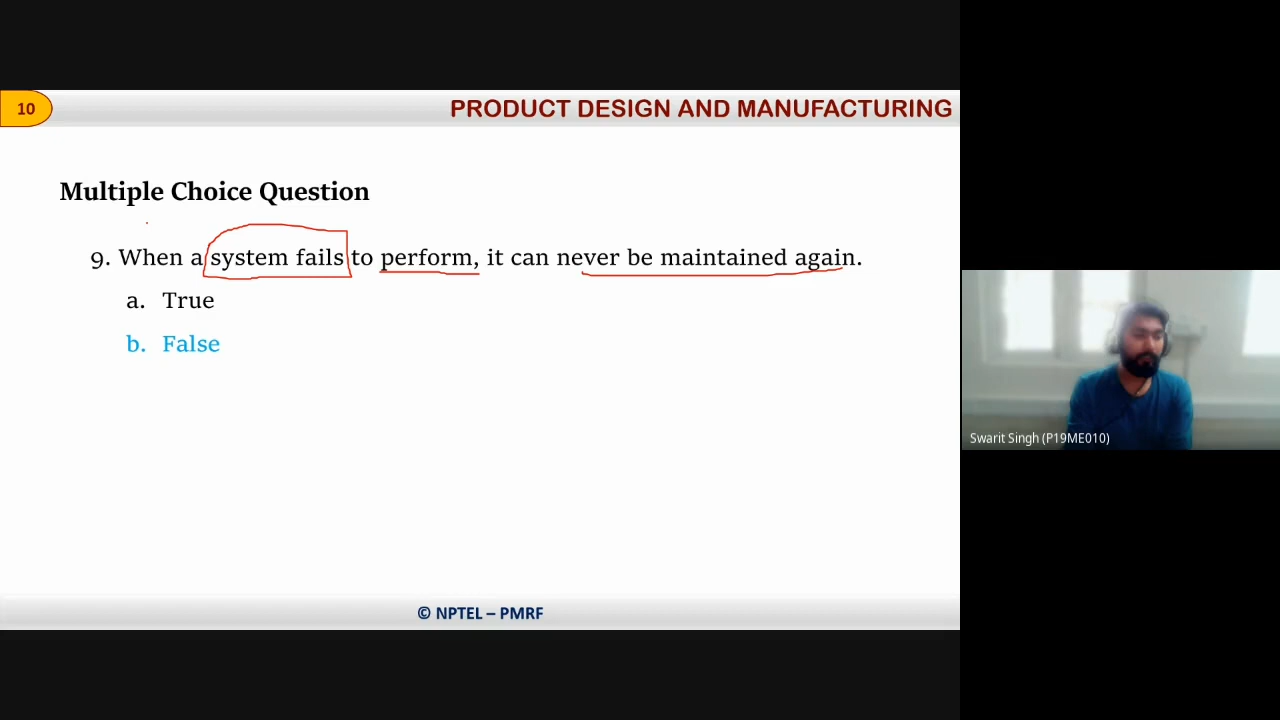 10
PRODUCT DESIGN AND MANUFACTURING
Multiple Choice Question
9. When a system fails to perform, it can never be maintained again.
a. True
b. False
© NPTEL – PMRF
Swarit Singh (P19ME010)